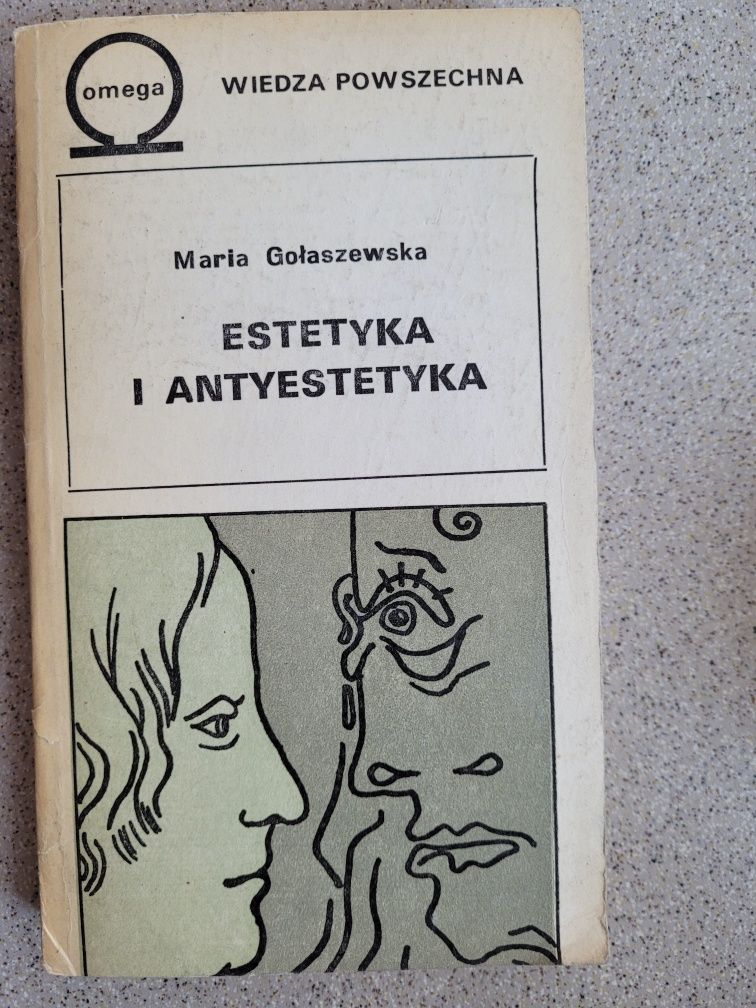 omega
WIEDZA POWSZECHNA
Maria Gołaszewska
ESTETYKA
I ANTYESTETYKA